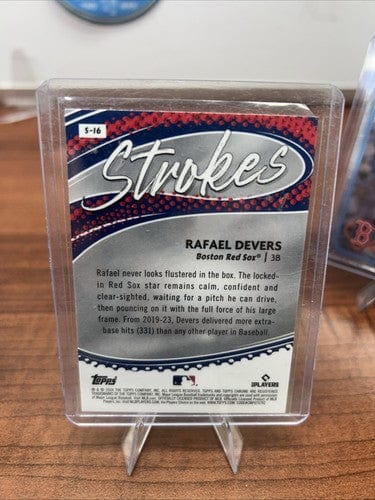 S-16
Strokes
RAFAEL DEVERS
Boston Red Sox® | 3B
Rafael never looks flustered in the box. The locked-
in Red Sox star remains calm, confident and
clear-sighted, waiting for a pitch he can drive,
then pouncing on it with the full force of his large
frame. From 2019-23, Devers delivered more extra-
base hits (331) than any other player in Baseball.
Topps
PLAYERS
B